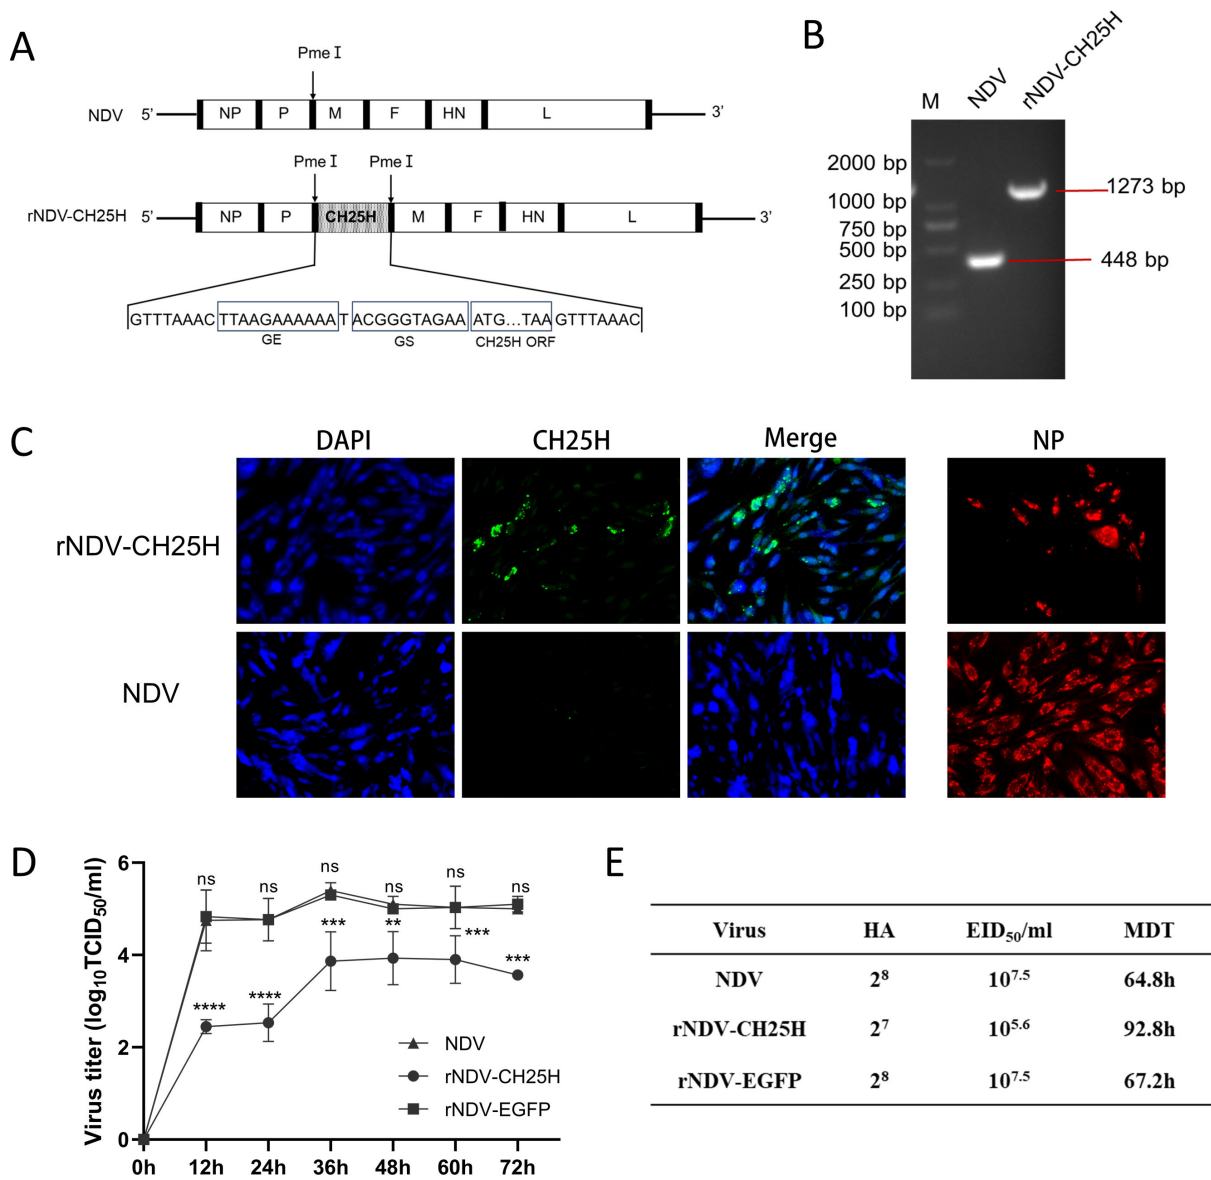 A
Pme I
NDV 5' NP P M F HN L 3'
Pme I Pme I
rNDV-CH25H 5' NP P CH25H M F HN L 3'
GTTTAAAC TTAAGAAAAAA T ACGGGTAGAA ATG...TAA GTTTAAAC
GE GS CH25H ORF
B
M NDV rNDV-CH25H
2000 bp
1000 bp
750 bp
500 bp
250 bp
100 bp
1273 bp
448 bp
C
DAPI CH25H Merge NP
rNDV-CH25H
NDV
D
Virus titer (log10TCID50/ml)
6
4
2
0
ns ns ns ns ns ns
*** ** *** ***
**** ****
NDV
rNDV-CH25H
rNDV-EGFP
0h 12h 24h 36h 48h 60h 72h
E
Virus HA EID50/ml MDT
NDV 2^8 10^7.5 64.8h
rNDV-CH25H 2^7 10^5.6 92.8h
rNDV-EGFP 2^8 10^7.5 67.2h